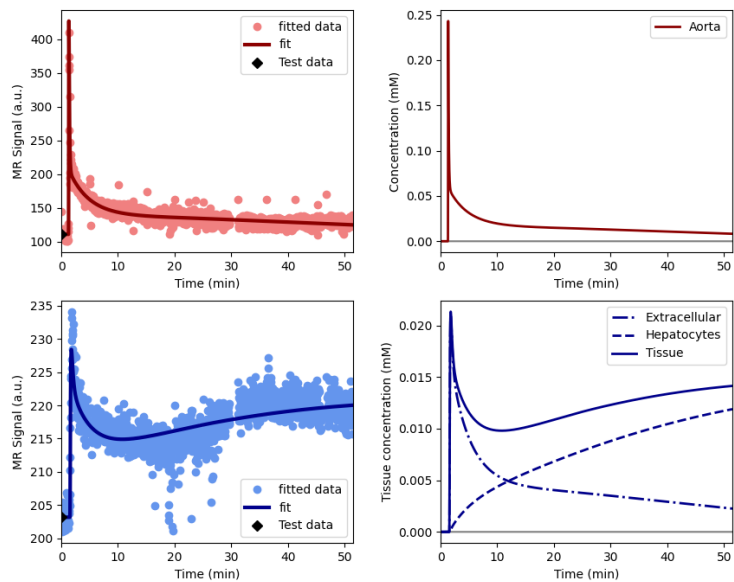 400
350
300
250
200
150
100
MR Signal (a.u.)
0
10
20
30
40
50
Time (min)
fitted data
fit
Test data
0.25
0.20
0.15
0.10
0.05
0.00
Concentration (mM)
0
10
20
30
40
50
Time (min)
Aorta
235
230
225
220
215
210
205
200
MR Signal (a.u.)
0
10
20
30
40
50
Time (min)
fitted data
fit
Test data
0.020
0.015
0.010
0.005
0.000
Tissue concentration (mM)
0
10
20
30
40
50
Time (min)
Extracellular
Hepatocytes
Tissue